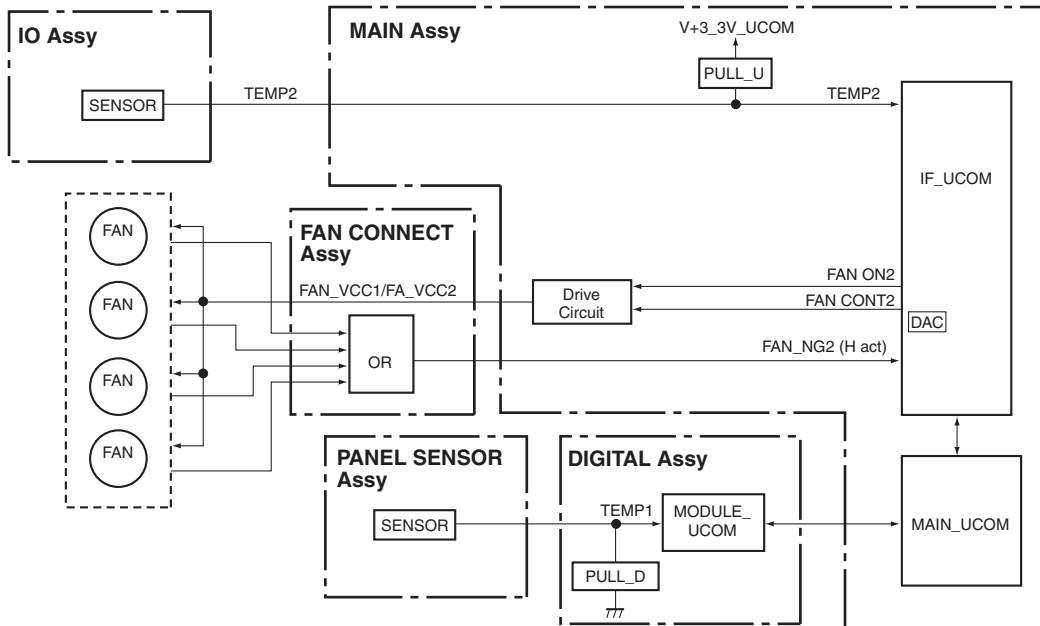 IO Assy
MAIN Assy
V+3_3V_UCOM
PULL_U
SENSOR
TEMP2
TEMP2
IF_UCOM
FAN
FAN
FAN
FAN
FAN CONNECT
Assy
FAN_VCC1/FA_VCC2
OR
Drive
Circuit
FAN ON2
FAN CONT2
DAC
FAN_NG2 (H act)
PANEL SENSOR
Assy
SENSOR
DIGITAL Assy
TEMP1
MODULE_
UCOM
PULL_D
MAIN_UCOM